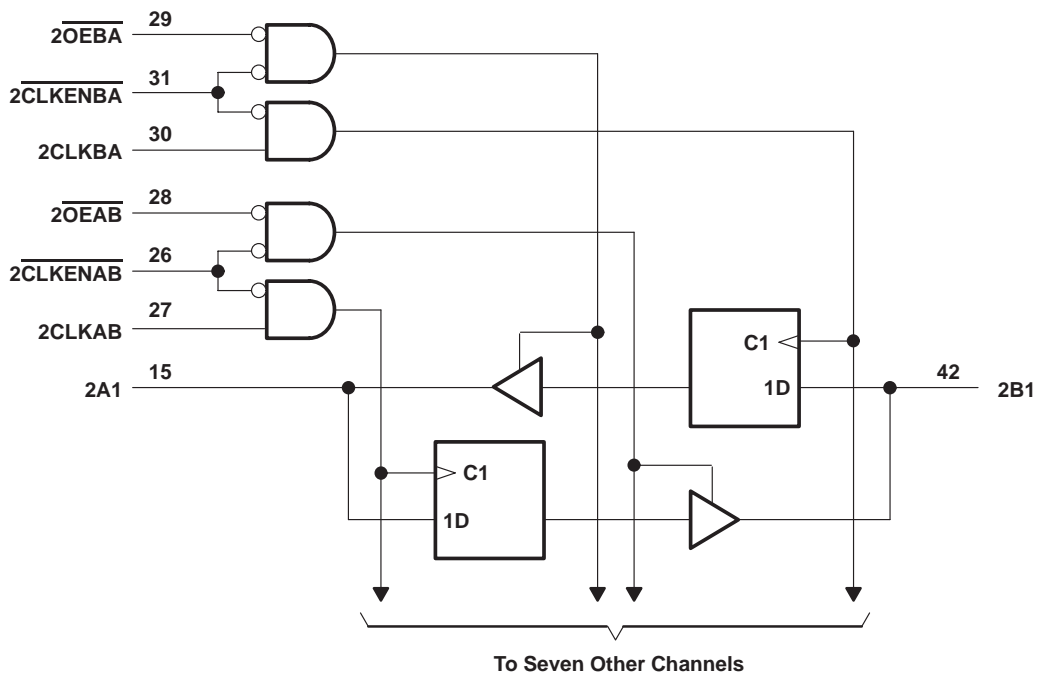 29
2OEBA
31
2CLKENBA
30
2CLKBA
28
2OEAB
26
2CLKENAB
27
2CLKAB
15
2A1
C1
1D
42
2B1
C1
1D
To Seven Other Channels